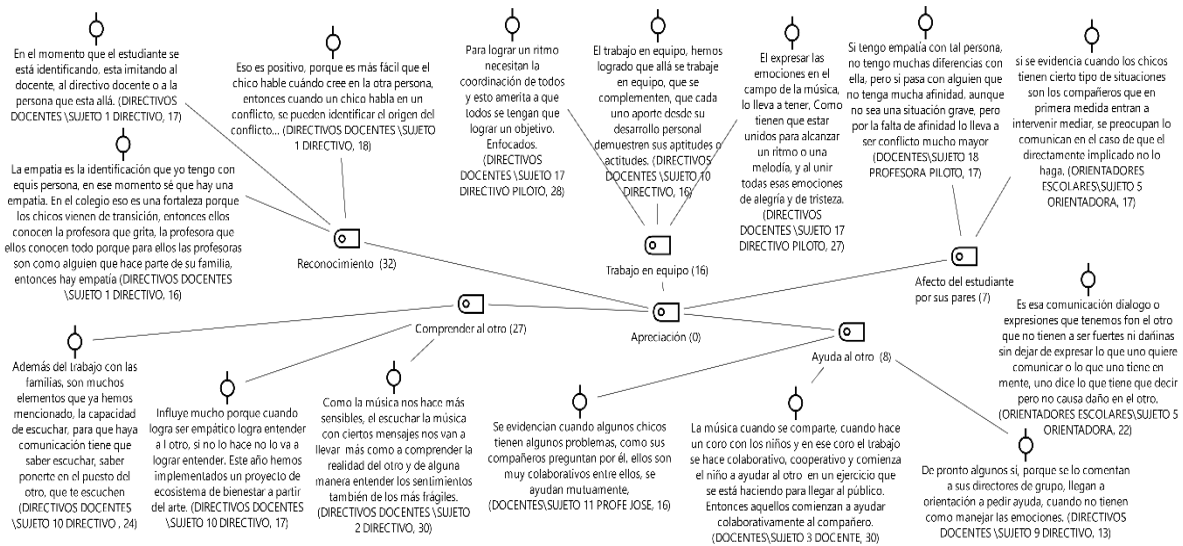 En el momento que el estudiante se
está identificando, esta imitando al
docente, al directivo docente o a la
persona que esta allá. (DIRECTIVOS
DOCENTES \SUJETO 1 DIRECTIVO, 17)
Eso es positivo, porque es más fácil que el
chico hable cuándo cree en la otra persona,
entonces cuando un chico habla en un
conflicto, se pueden identificar el origen del
conflicto... (DIRECTIVOS DOCENTES \SUJETO
1 DIRECTIVO, 18)
Para lograr un ritmo
necesitan la
coordinación de todos
y esto amerita a que
todos se tengan que
lograr un objetivo.
Enfocados.
(DIRECTIVOS
DOCENTES \SUJETO 17
DIRECTIVO PILOTO, 28)
El trabajo en equipo, hemos
logrado que allá se trabaje
en equipo, que se
complementen, que cada
uno aporte desde su
desarrollo personal
demuestren sus aptitudes o
actitudes. (DIRECTIVOS
DOCENTES \SUJETO 10
DIRECTIVO, 16)
El expresar las
emociones en el
campo de la música,
lo lleva a tener, Como
tienen que estar
unidos para alcanzar
un ritmo o una
melodía, y al unir
todas esas emociones
de alegría y de tristeza.
(DIRECTIVOS
DOCENTES \SUJETO 17
DIRECTIVO PILOTO, 27)
Si tengo empatía con tal persona,
no tengo muchas diferencias con
ella, pero si pasa con alguien que
no tenga mucha afinidad. aunque
no sea una situación grave, pero
por la falta de afinidad lo lleva a
ser conflicto mucho mayor
(DOCENTES\SUJETO 18
PROFESORA PILOTO, 17)
si se evidencia cuando los chicos
tienen cierto tipo de situaciones
son los compañeros que en
primera medida entran a
intervenir mediar, se preocupan lo
comunican en el caso de que el
directamente implicado no lo
haga. (ORIENTADORES
ESCOLARES\SUJETO 5
ORIENTADORA, 17)
La empatía es la identificación que yo tengo con
equis persona, en ese momento sé que hay una
empatía. En el colegio eso es una fortaleza porque
los chicos vienen de transición, entonces ellos
conocen la profesora que grita, la profesora que
ellos conocen todo porque para ellos las profesoras
son como alguien que hace parte de su familia,
entonces hay empatía (DIRECTIVOS DOCENTES
\SUJETO 1 DIRECTIVO. 16)
Reconocimiento (32)
Trabajo en equipo (16)
Afecto del estudiante
por sus pares (7)
Comprender al otro (27)
Apreciación (0)
Ayuda al otro (8)
Es esa comunicación dialogo o
expresiones que tenemos fon el otro
que no tienen a ser fuertes ni dañinas
sin dejar de expresar lo que uno quiere
comunicar o lo que uno tiene en
mente, uno dice lo que tiene que decir
pero no causa daño en el otro.
(ORIENTADORES ESCOLARES\SUJETO 5
ORIENTADORA. 22)
Además del trabajo con las
familias, son muchos
elementos que ya hemos
mencionado, la capacidad
de escuchar, para que haya
comunicación tiene que
saber escuchar, saber
ponerte en el puesto del
otro, que te escuchen
(DIRECTIVOS DOCENTES
\SUJETO 10 DIRECTIVO , 24)
Influye mucho porque cuando
logra ser empático logra entender
a l otro, si no lo hace no lo va a
lograr entender. Este año hemos
implementados un proyecto de
ecosistema de bienestar a partir
del arte. (DIRECTIVOS DOCENTES
\SUJETO 10 DIRECTIVO, 17)
Como la música nos hace más
sensibles, el escuchar la música
con ciertos mensajes nos van a
llevar más como a comprender la
realidad del otro y de alguna
manera entender los sentimientos
también de los más frágiles.
(DIRECTIVOS DOCENTES \SUJETO
2 DIRECTIVO, 30)
Se evidencian cuando algunos chicos
tienen algunos problemas, como sus
compañeros preguntan por él, ellos son
muy colaborativos entre ellos, se
ayudan mutuamente,
(DOCENTES\SUJETO 11 PROFE JOSE, 16)
La música cuando se comparte, cuando hace
un coro con los niños y en ese coro el trabajo
se hace colaborativo, cooperativo y comienza
el niño a ayudar al otro en un ejercicio que
se está haciendo para llegar al público.
Entonces aquellos comienzan a ayudar
colaborativamente al compañero.
(DOCENTES\SUJETO 3 DOCENTE, 30)
De pronto algunos si, porque se lo comentan
a sus directores de grupo, llegan a
orientación a pedir ayuda, cuando no tienen
como manejar las emociones. (DIRECTIVOS
DOCENTES \SUJETO 9 DIRECTIVO, 13)